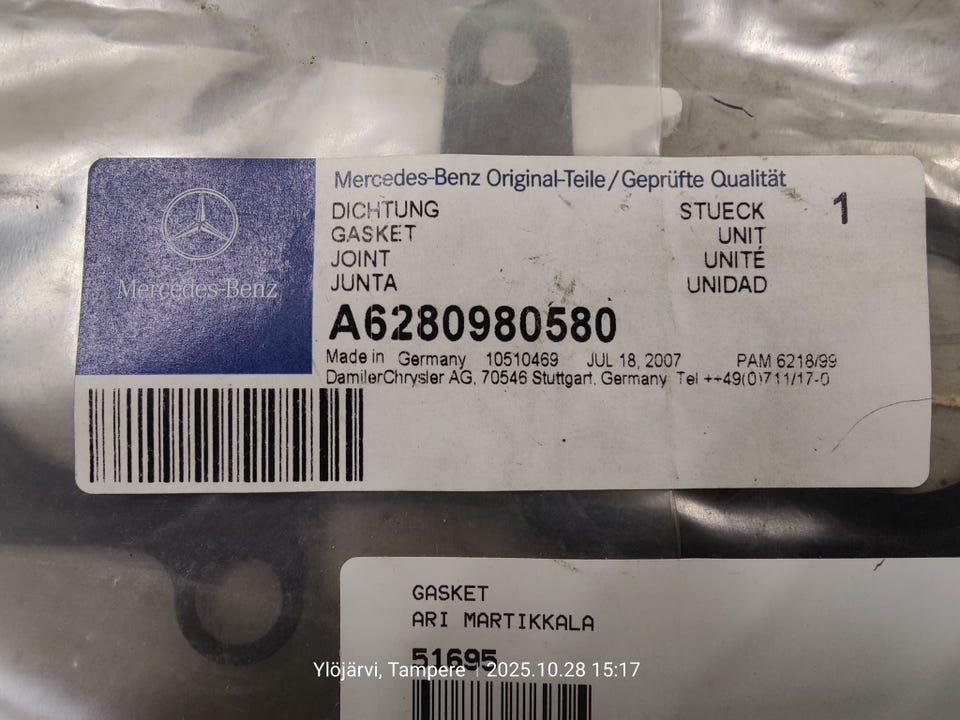 Mercedes-Benz
Mercedes-Benz Original-Teile/Geprüfte Qualität
DICHTUNG STUECK 1
GASKET UNIT
JOINT UNITÉ
JUNTA UNIDAD
A6280980580
Made in Germany 10510469 JUL 18, 2007 PAM 6218/99
DaimlerChrysler AG, 70546 Stuttgart, Germany Tel ++49(0)711/17-0
GASKET
ARI MARTIKKALA
51695
Ylöjärvi, Tampere 2025.10.28 15:17